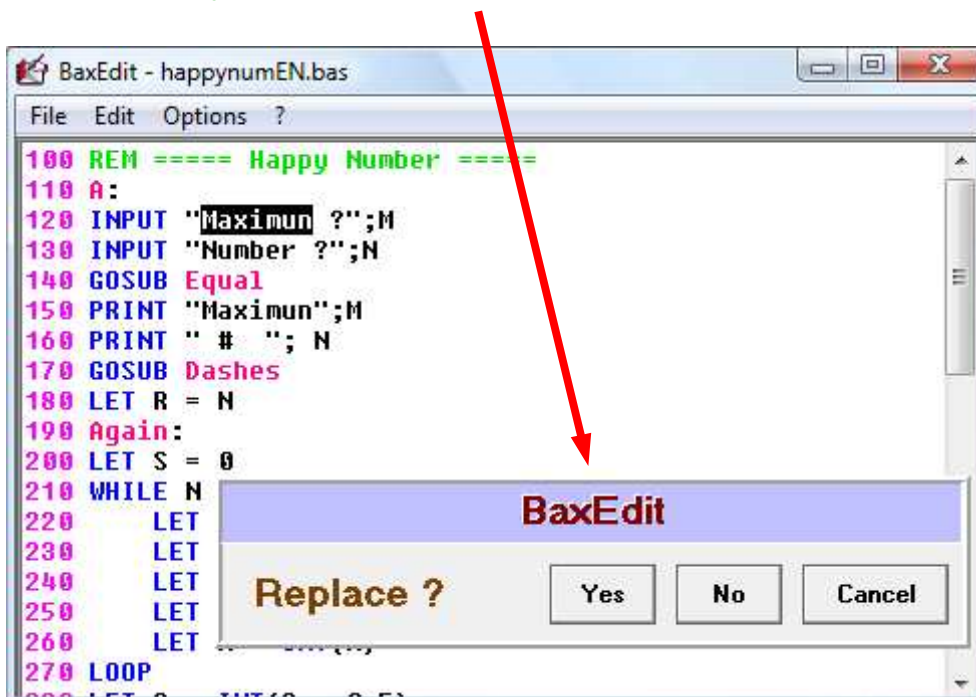 BaxEdit - happynumEN.bas
File Edit Options ?
100 REM ===== Happy Number =====
110 A:
120 INPUT "Maximun ?";M
130 INPUT "Number ?";N
140 GOSUB Equal
150 PRINT "Maximun";M
160 PRINT " #  "; N
170 GOSUB Dashes
180 LET R = N
190 Again:
200 LET S = 0
210 WHILE N
220 LET
230 LET
240 LET
250 LET
260 LET
270 LOOP
BaxEdit
Replace ?
Yes No Cancel